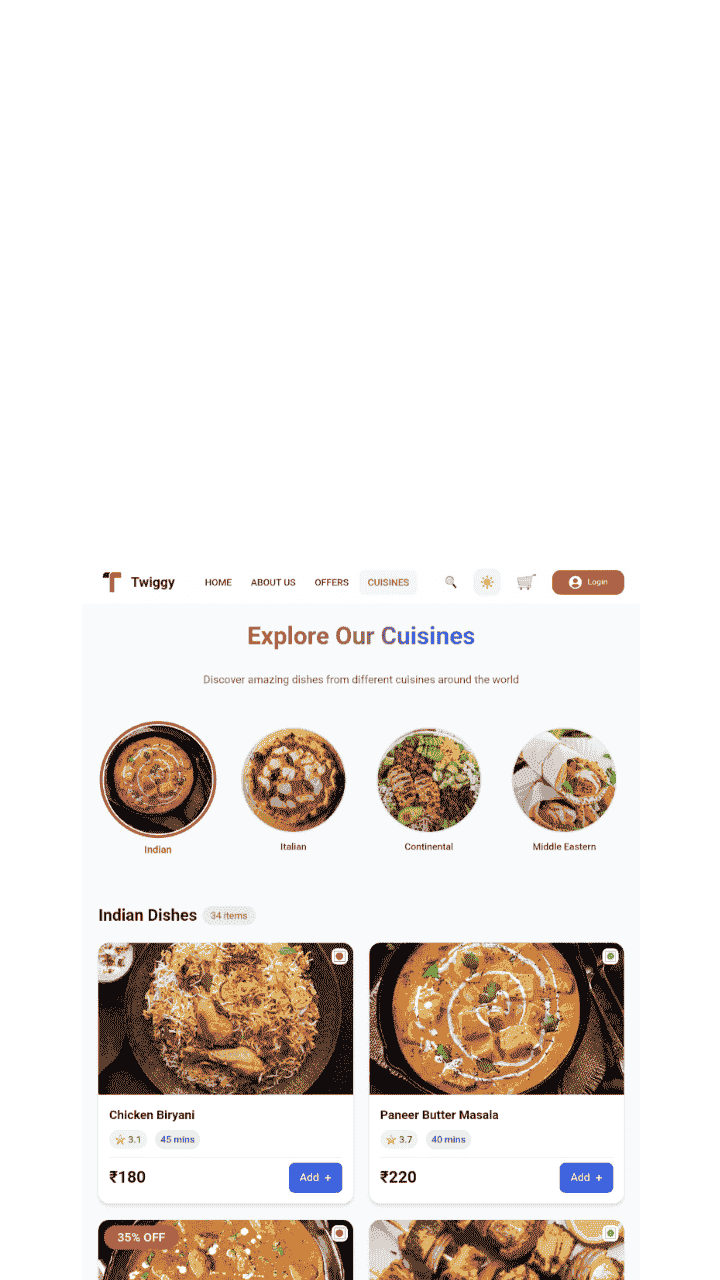 Twiggy HOME ABOUT US OFFERS CUISINES Login
Explore Our Cuisines
Discover amazing dishes from different cuisines around the world
Indian Italian Continental Middle Eastern
Indian Dishes 34 items
Chicken Biryani
3.1 45 mins
₹180 Add +
Paneer Butter Masala
3.7 40 mins
₹220 Add +
35% OFF